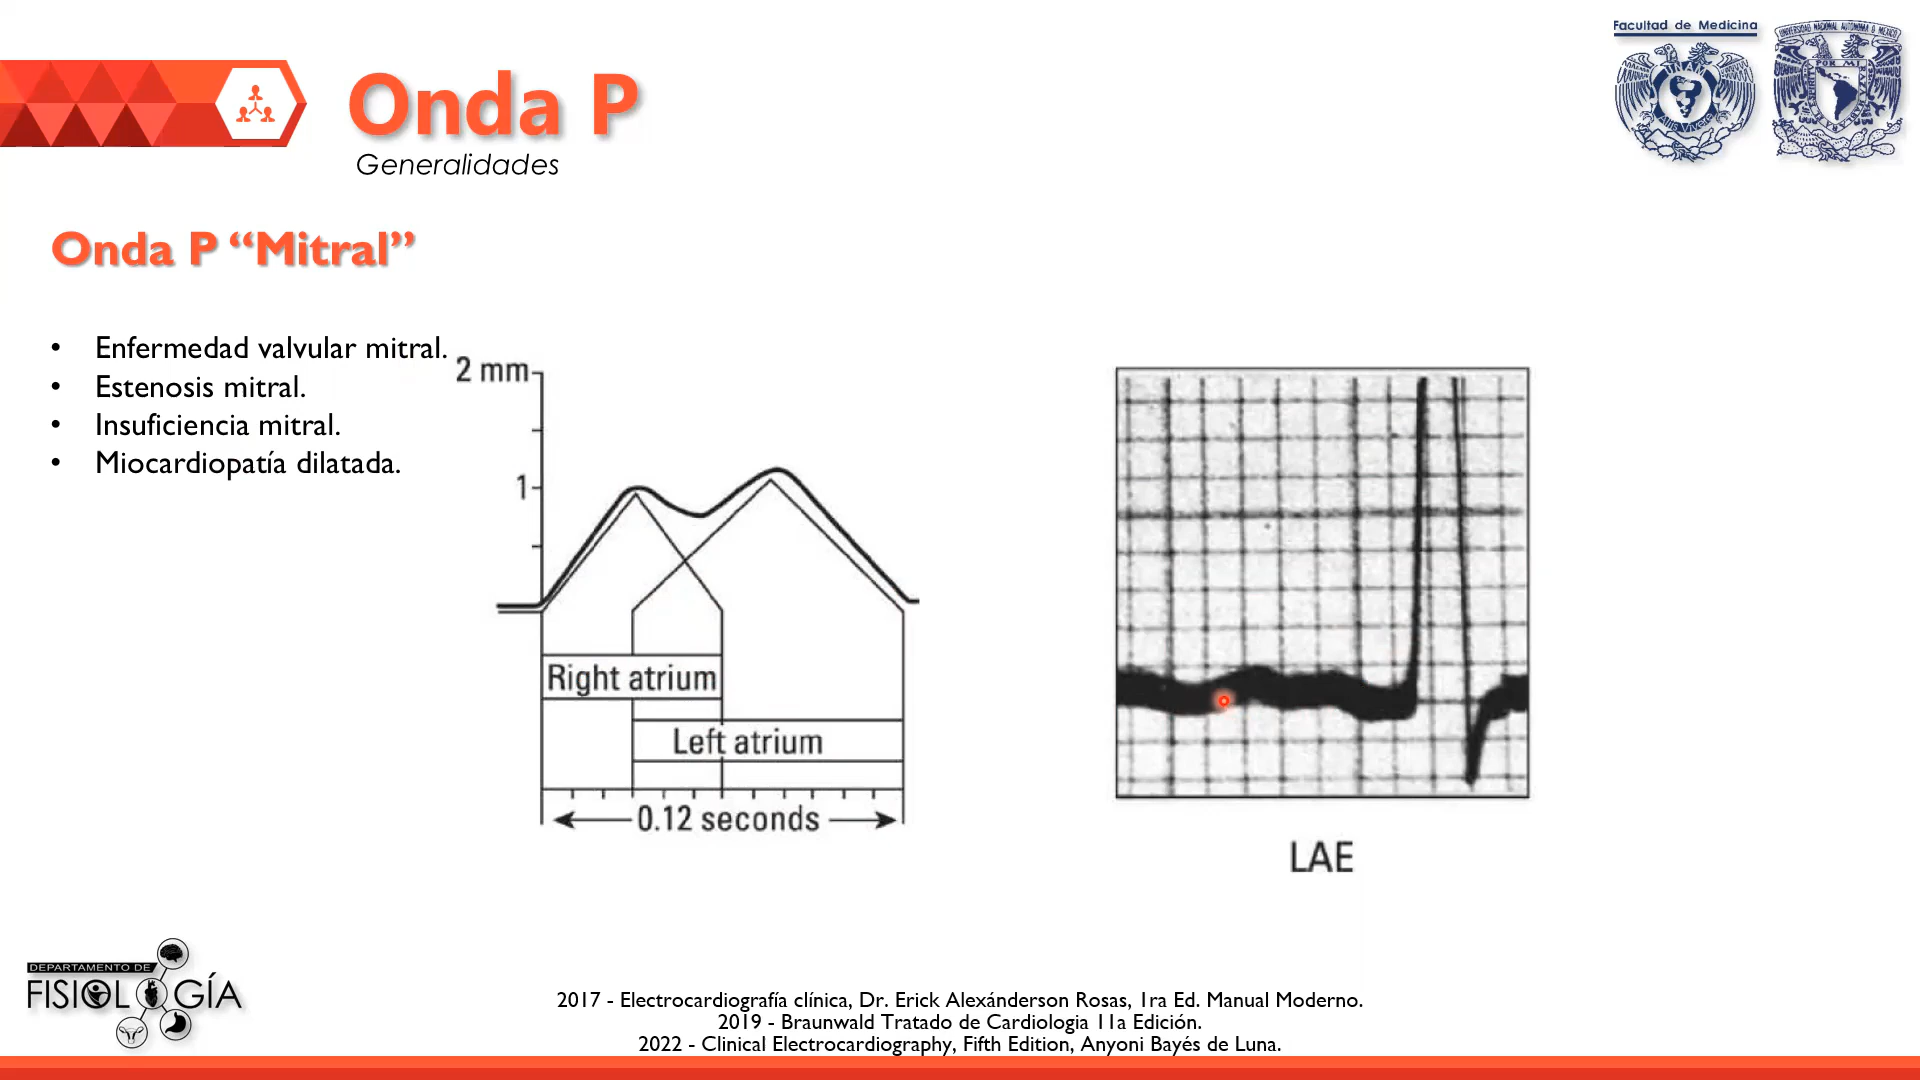 Facultad de Medicina
Onda P
Generalidades
Onda P “Mitral”
• Enfermedad valvular mitral.
• Estenosis mitral.
• Insuficiencia mitral.
• Miocardiopatía dilatada.
2 mm
1
Right atrium
Left atrium
0.12 seconds
LAE
DEPARTAMENTO DE
FISIOLOGÍA
2017 - Electrocardiografía clínica, Dr. Erick Alexánderson Rosas, 1ra Ed. Manual Moderno.
2019 - Braunwald Tratado de Cardiologia 11a Edición.
2022 - Clinical Electrocardiography, Fifth Edition, Anyoni Bayés de Luna.